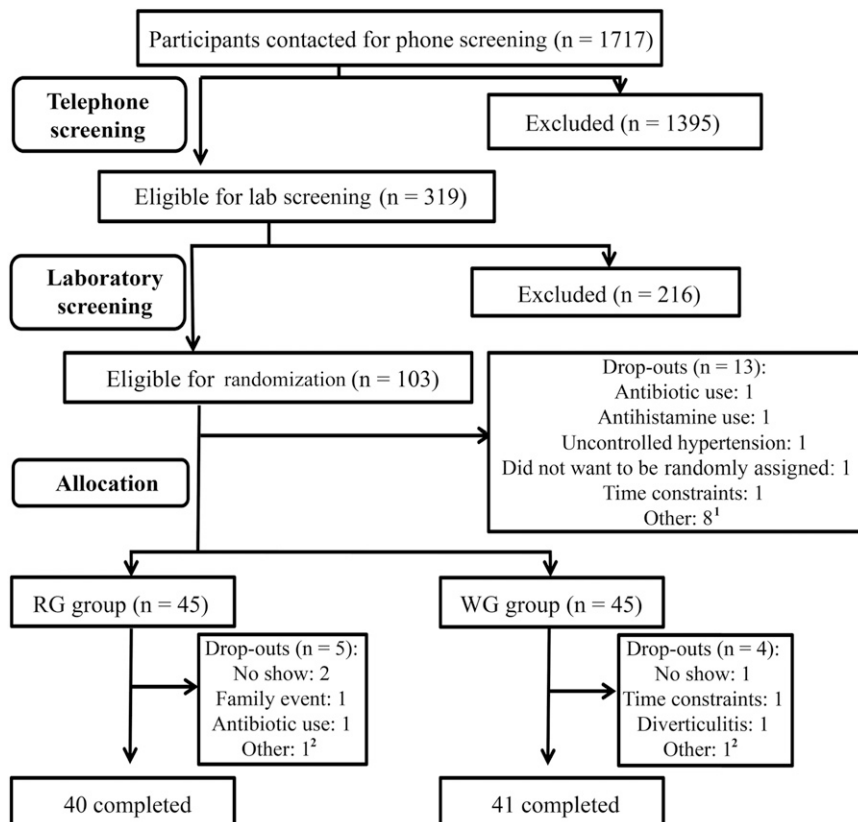 Participants contacted for phone screening (n = 1717)
Telephone
screening
Excluded (n = 1395)
Eligible for lab screening (n = 319)
Laboratory
screening
Excluded (n = 216)
Eligible for randomization (n = 103)
Drop-outs (n = 13):
Antibiotic use: 1
Antihistamine use: 1
Uncontrolled hypertension: 1
Did not want to be randomly assigned: 1
Time constraints: 1
Other: 8¹
Allocation
RG group (n = 45)
WG group (n = 45)
Drop-outs (n = 5):
No show: 2
Family event: 1
Antibiotic use: 1
Other: 1²
Drop-outs (n = 4):
No show: 1
Time constraints: 1
Diverticulitis: 1
Other: 1²
40 completed
41 completed